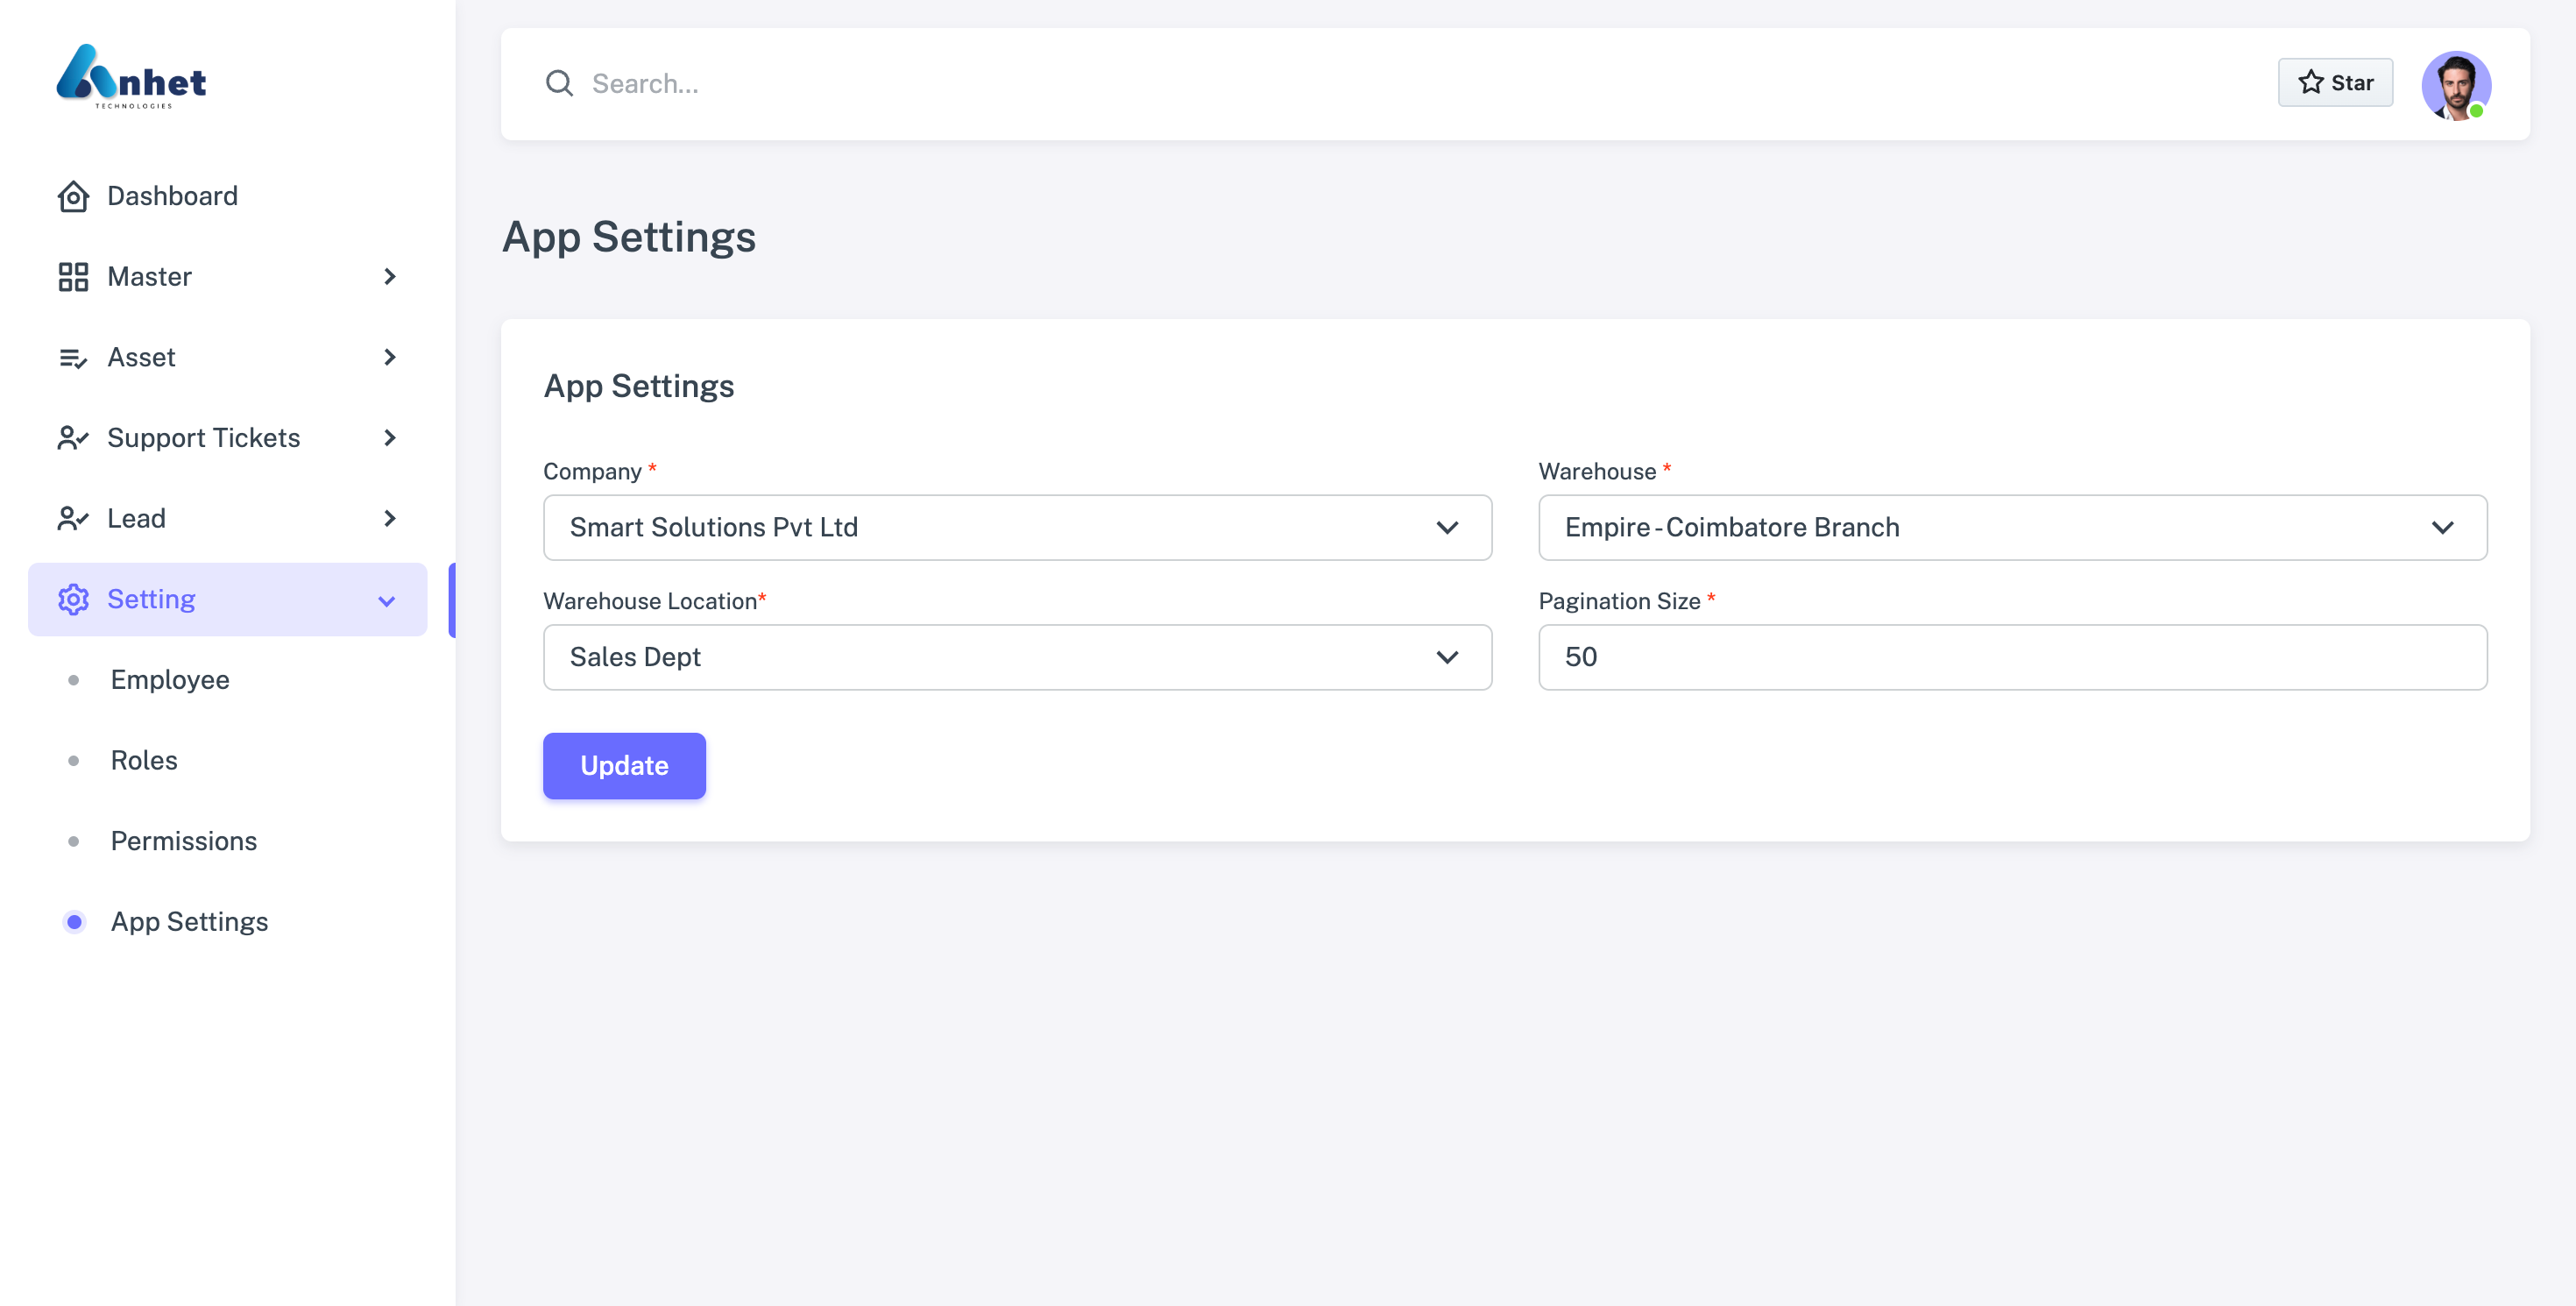 Anhet
TECHNOLOGIES
Dashboard
Master
Asset
Support Tickets
Lead
Setting
Employee
Roles
Permissions
App Settings
Search...
Star
App Settings
App Settings
Company *
Smart Solutions Pvt Ltd
Warehouse *
Empire - Coimbatore Branch
Warehouse Location*
Sales Dept
Pagination Size *
50
Update